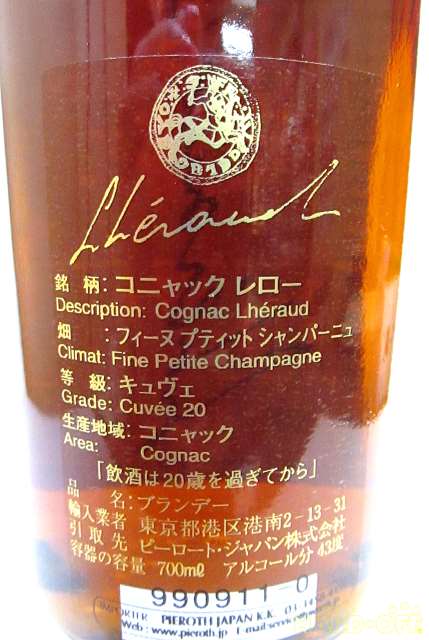 Lhéraud
銘　柄：コニャック レロー
Description: Cognac Lhéraud
畑　　：フィーヌ プティット シャンパーニュ
Climat: Fine Petite Champagne
等　級：キュヴェ
Grade: Cuvée 20
生産地域：コニャック
Area: Cognac
「飲酒は20歳を過ぎてから」
品　　名：ブランデー
輸入業者 東京都港区港南2-13-31
引 取 先 ピーロート・ジャパン株式会社
容器の容量 700mℓ アルコール分 43度
990911-0
IMPORTER PIEROTH JAPAN K.K.